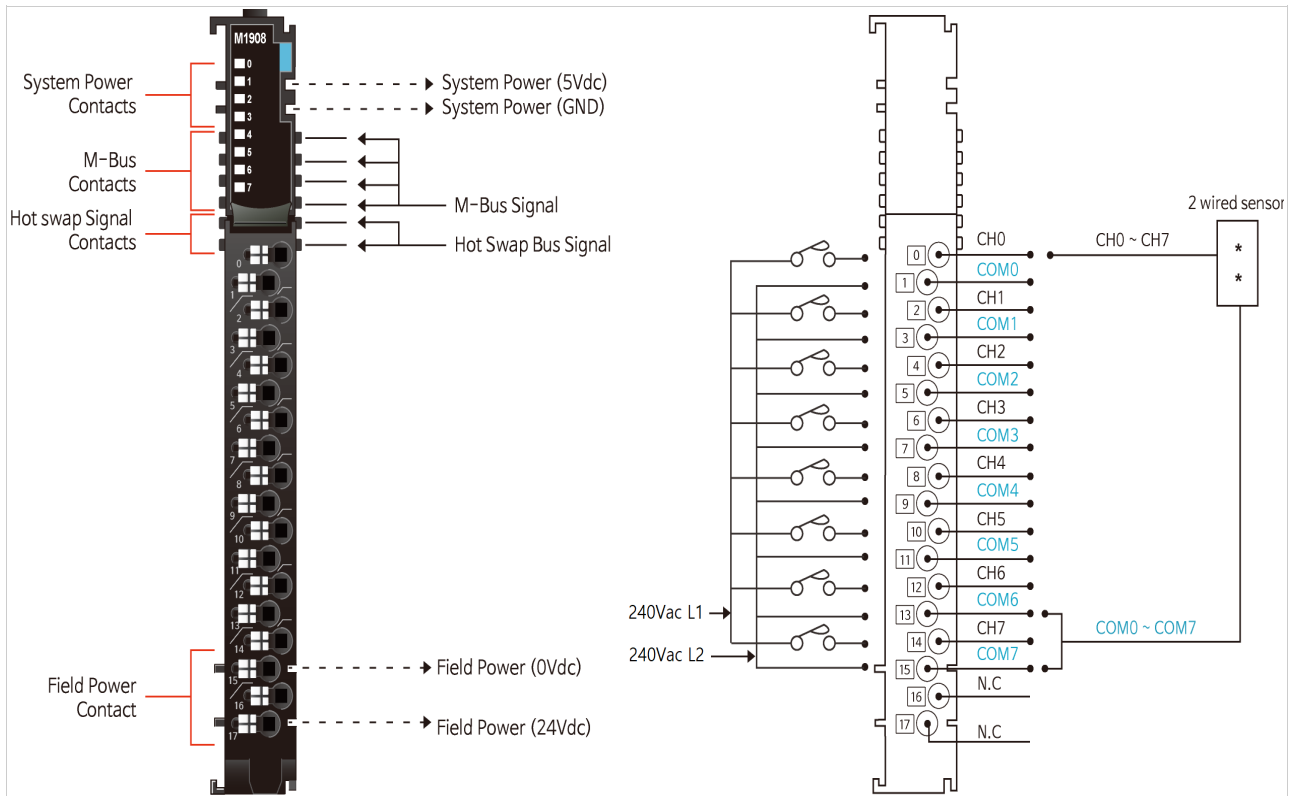 M1908
0
1
2
3
4
5
6
7
System Power
Contacts
M-Bus
Contacts
Hot swap Signal
Contacts
System Power (5Vdc)
System Power (GND)
M-Bus Signal
Hot Swap Bus Signal
0
1
2
3
4
5
6
7
8
9
10
11
12
13
14
15
16
17
Field Power
Contact
Field Power (0Vdc)
Field Power (24Vdc)
240Vac L1
240Vac L2
0
1
2
3
4
5
6
7
8
9
10
11
12
13
14
15
16
17
CH0
COM0
CH1
COM1
CH2
COM2
CH3
COM3
CH4
COM4
CH5
COM5
CH6
COM6
CH7
COM7
N.C
N.C
2 wired sensor
CH0 ~ CH7
*
*
COM0 ~ COM7